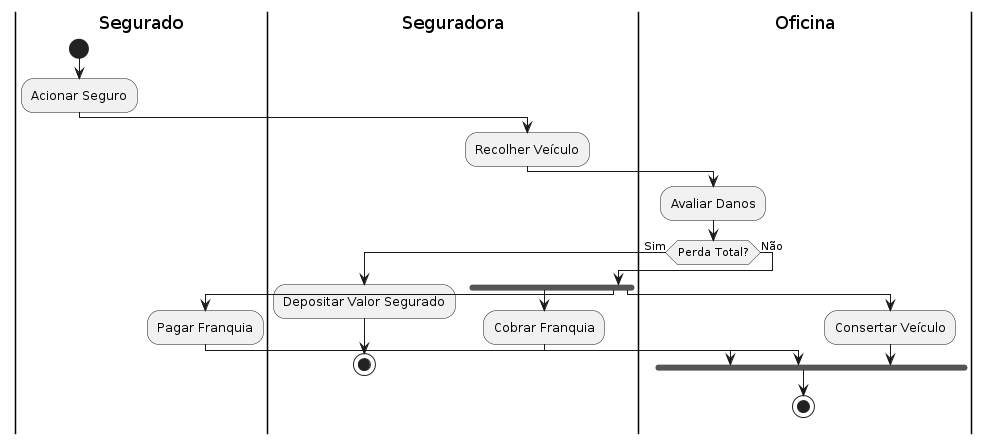 Segurado
Seguradora
Oficina
Acionar Seguro
Recolher Veículo
Avaliar Danos
Sim
Perda Total?
Não
Depositar Valor Segurado
Pagar Franquia
Cobrar Franquia
Consertar Veículo